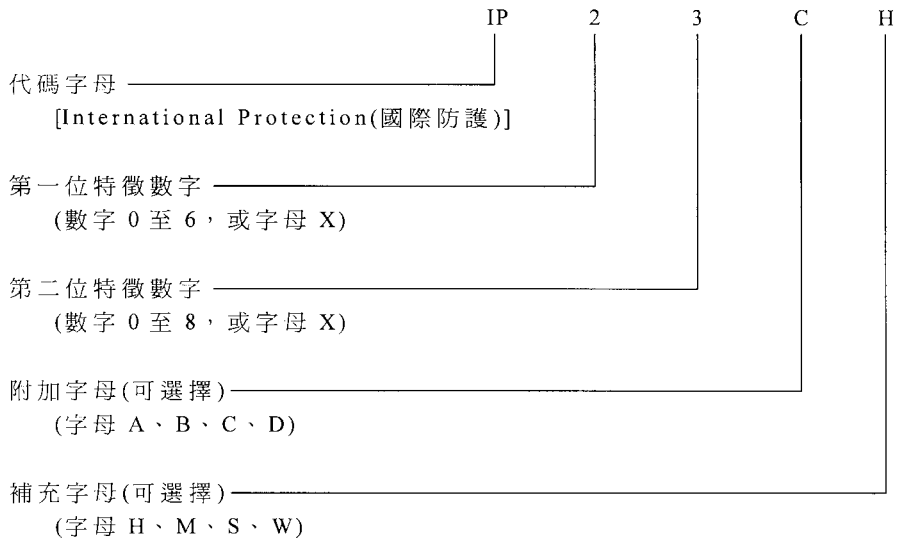 IP 2 3 C H
代碼字母
[International Protection(國際防護)]
第一位特徵數字
(數字 0 至 6，或字母 X)
第二位特徵數字
(數字 0 至 8，或字母 X)
附加字母(可選擇)
(字母 A、B、C、D)
補充字母(可選擇)
(字母 H、M、S、W)